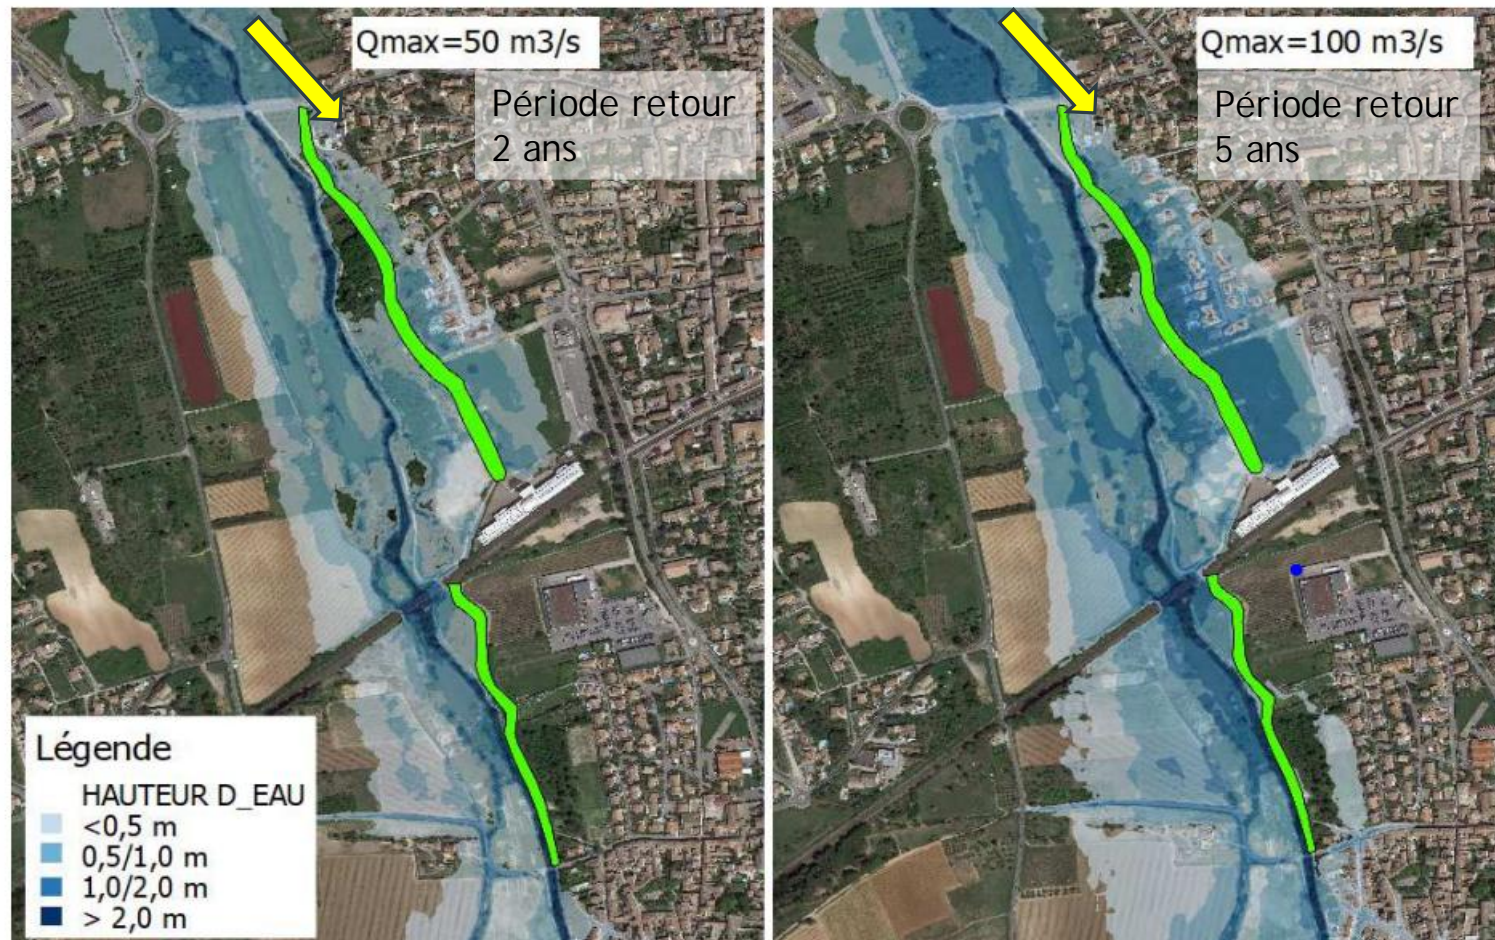 Qmax=50 m3/s
Période retour
2 ans
Qmax=100 m3/s
Période retour
5 ans
Légende
HAUTEUR D_EAU
<0,5 m
0,5/1,0 m
1,0/2,0 m
> 2,0 m